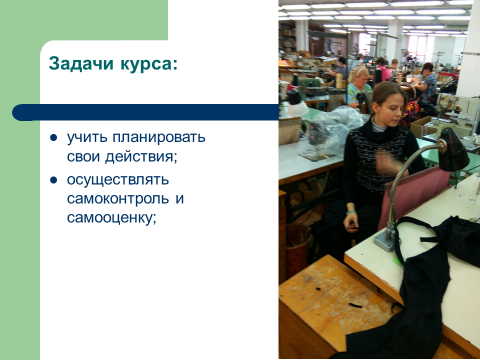 Задачи курса:
учить планировать
свои действия;
осуществлять
самоконтроль и
самооценку;